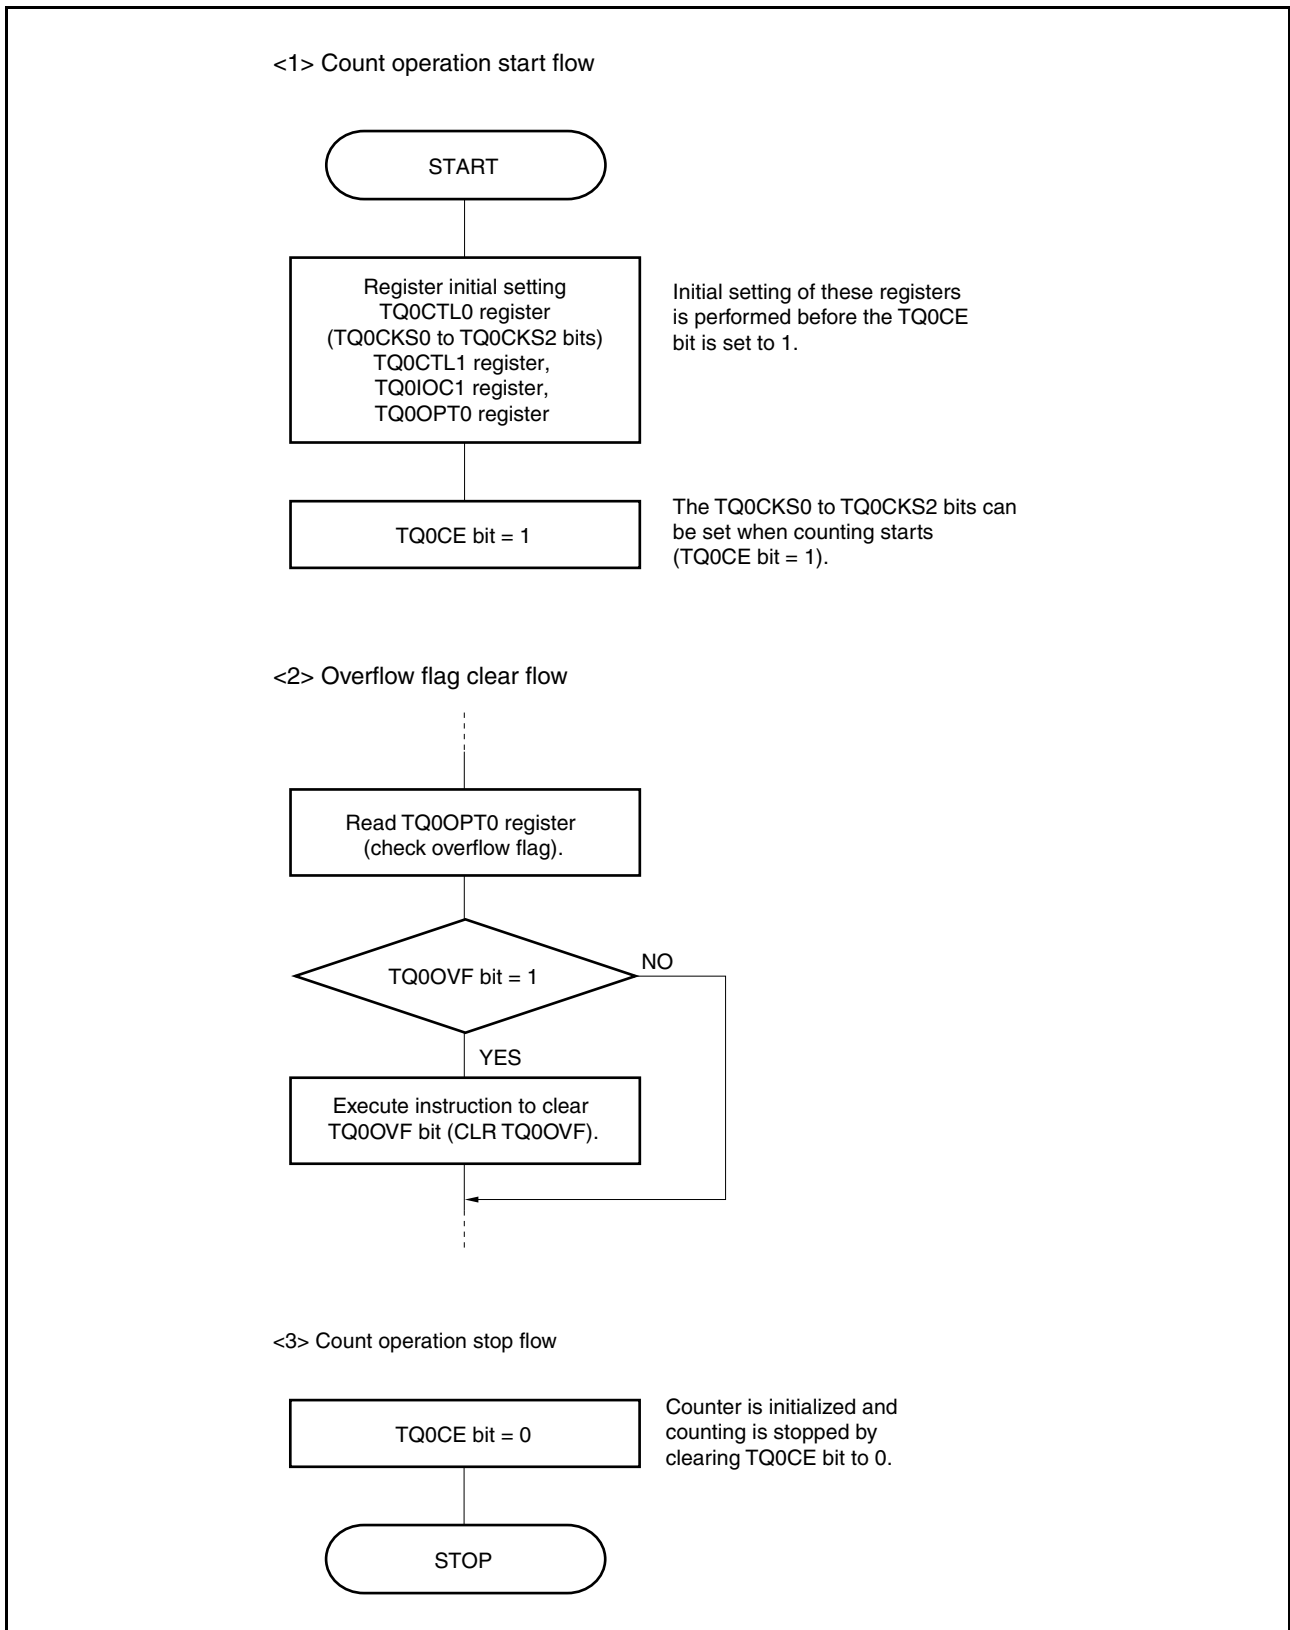 <1> Count operation start flow
START
Register initial setting
TQ0CTL0 register
(TQ0CKS0 to TQ0CKS2 bits)
TQ0CTL1 register,
TQ0IOC1 register,
TQ0OPT0 register
Initial setting of these registers
is performed before the TQ0CE
bit is set to 1.
TQ0CE bit = 1
The TQ0CKS0 to TQ0CKS2 bits can
be set when counting starts
(TQ0CE bit = 1).
<2> Overflow flag clear flow
Read TQ0OPT0 register
(check overflow flag).
TQ0OVF bit = 1
NO
YES
Execute instruction to clear
TQ0OVF bit (CLR TQ0OVF).
<3> Count operation stop flow
TQ0CE bit = 0
Counter is initialized and
counting is stopped by
clearing TQ0CE bit to 0.
STOP